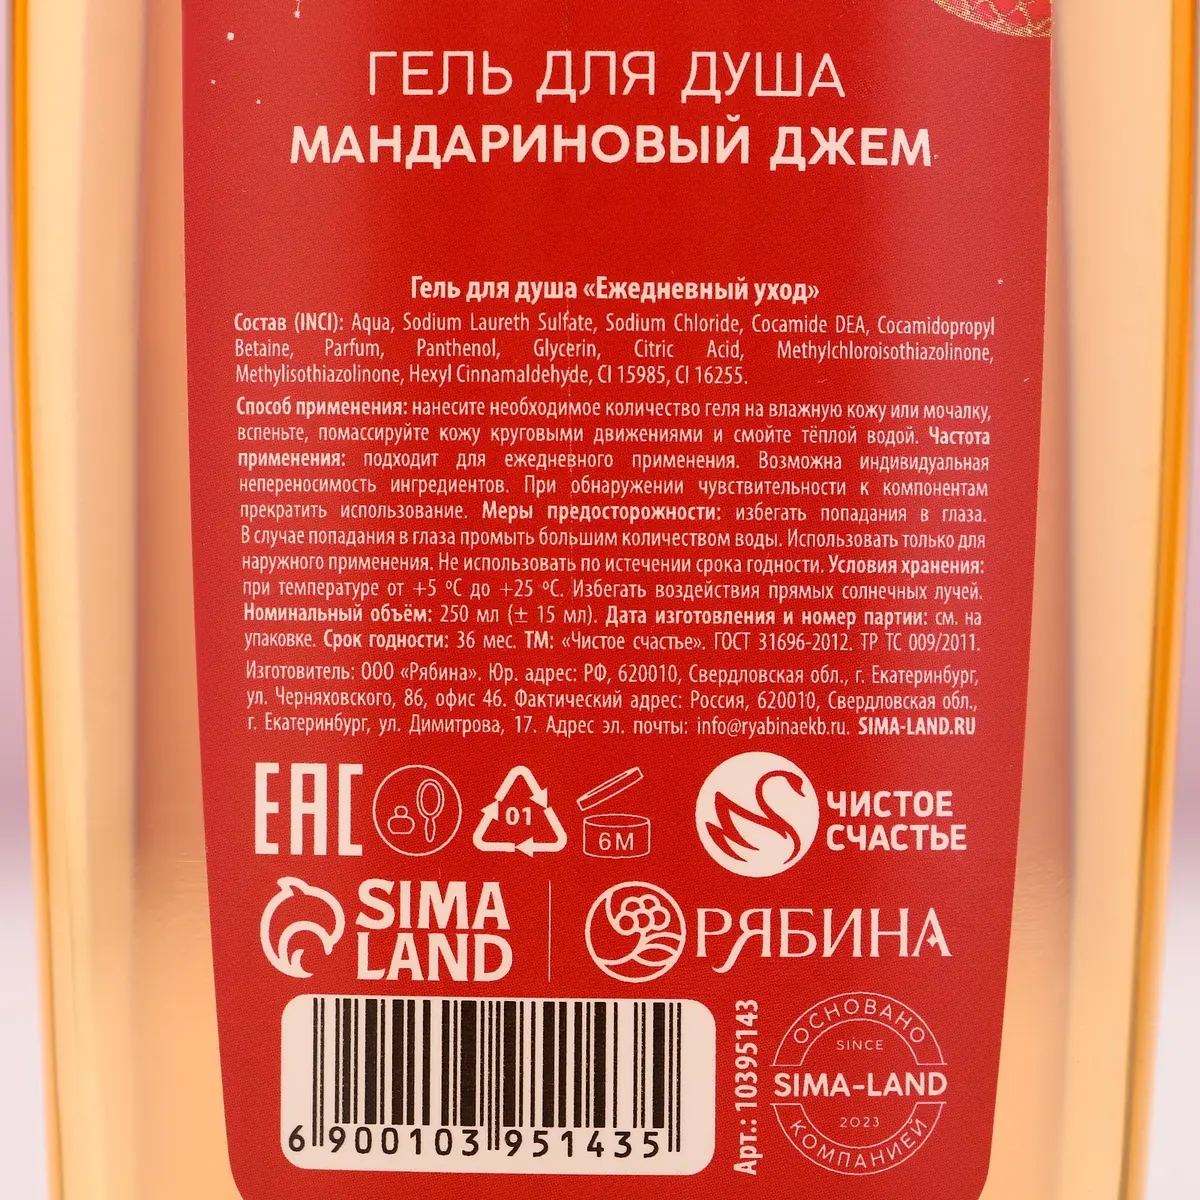 ГЕЛЬ ДЛЯ ДУША
МАНДАРИНОВЫЙ ДЖЕМ
Гель для душа «Ежедневный уход»
Состав (INCI): Aqua, Sodium Laureth Sulfate, Sodium Chloride, Cocamide DEA, Cocamidopropyl
Betaine, Parfum, Panthenol, Glycerin, Citric Acid, Methylchloroisothiazolinone,
Methylisothiazolinone, Hexyl Cinnamaldehyde, CI 15985, CI 16255.
Способ применения: нанесите необходимое количество геля на влажную кожу или мочалку,
вспеньте, помассируйте кожу круговыми движениями и смойте тёплой водой. Частота
применения: подходит для ежедневного применения. Возможна индивидуальная
непереносимость ингредиентов. При обнаружении чувствительности к компонентам
прекратить использование. Меры предосторожности: избегать попадания в глаза.
В случае попадания в глаза промыть большим количеством воды. Использовать только для
наружного применения. Не использовать по истечении срока годности. Условия хранения:
при температуре от +5 ºС до +25 ºС. Избегать воздействия прямых солнечных лучей.
Номинальный объём: 250 мл (± 15 мл). Дата изготовления и номер партии: см. на
упаковке. Срок годности: 36 мес. ТМ: «Чистое счастье». ГОСТ 31696-2012. ТР ТС 009/2011.
Изготовитель: ООО «Рябина». Юр. адрес: РФ, 620010, Свердловская обл., г. Екатеринбург,
ул. Черняховского, 86, офис 46. Фактический адрес: Россия, 620010, Свердловская обл.,
г. Екатеринбург, ул. Димитрова, 17. Адрес эл. почты: info@ryabinaekb.ru. SIMA-LAND.RU
EAC
01
6M
ЧИСТОЕ
СЧАСТЬЕ
SIMA
LAND
РЯБИНА
6 900103 951435
Арт.: 10395143
ОСНОВАНО
SINCE
SIMA-LAND
2023
КОМПАНИЕЙ